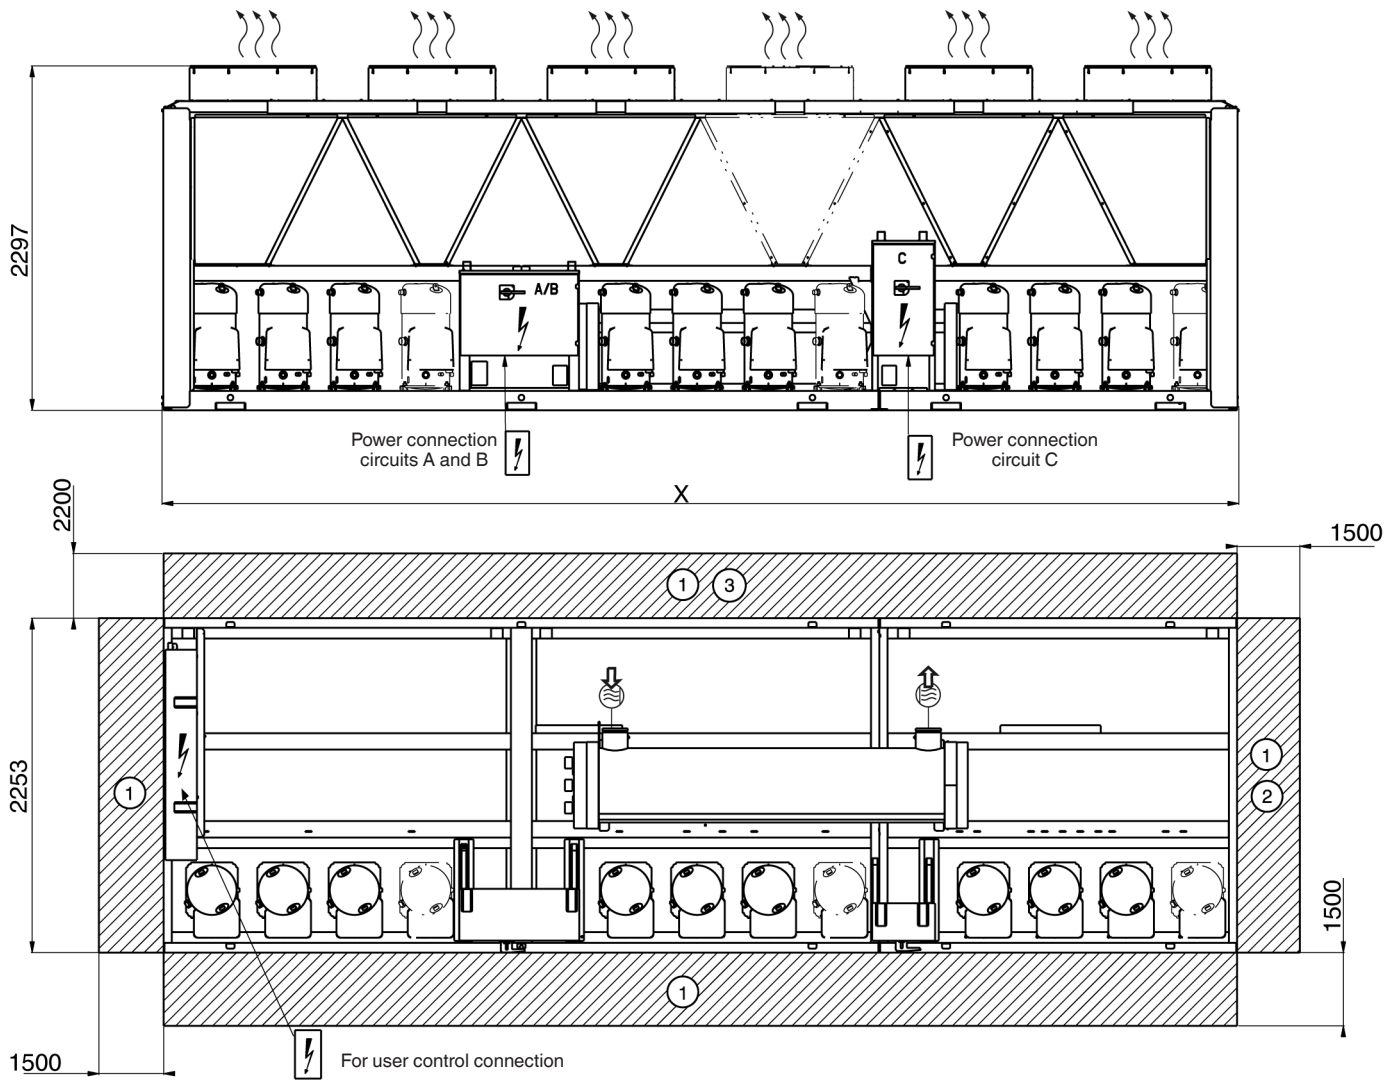 2297
C
A/B
Power connection
circuits A and B
Power connection
circuit C
X
2200
1500
1
3
2253
1
1
2
1500
1
1500
For user control connection